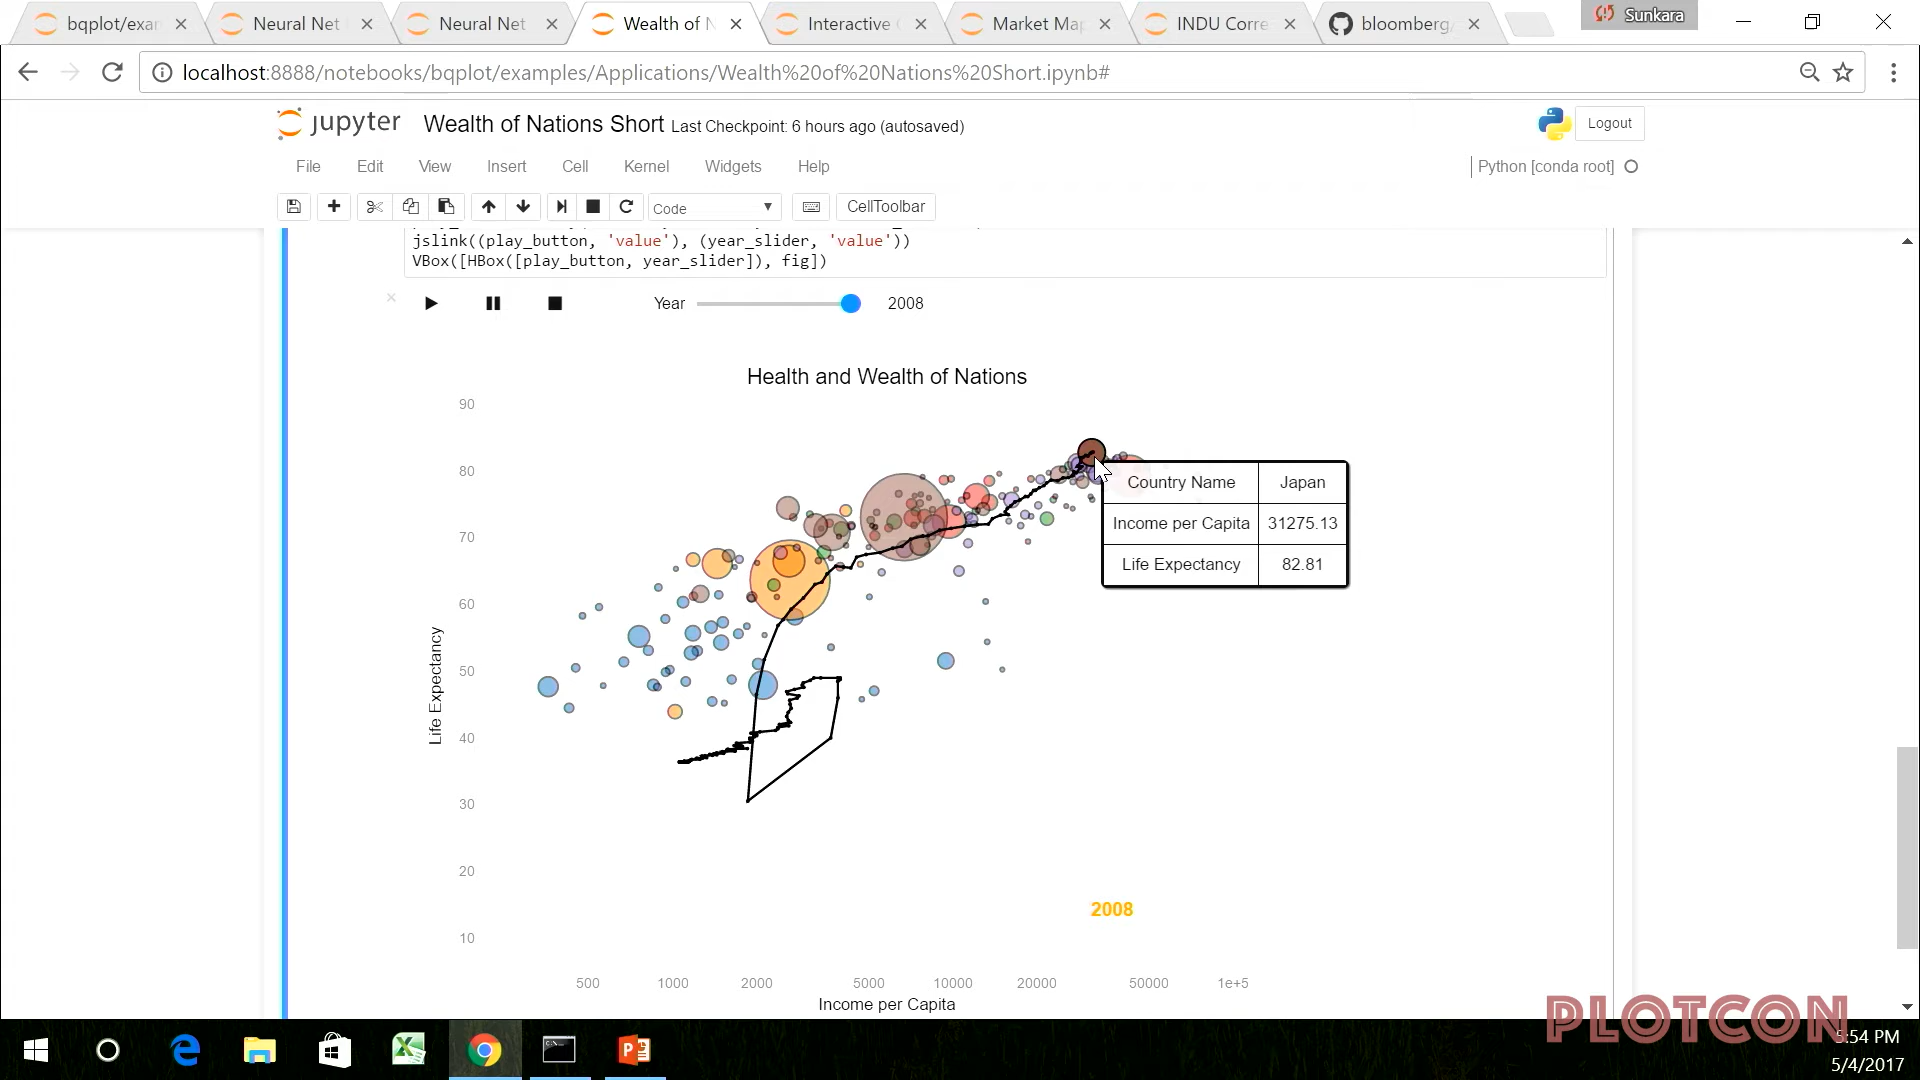 bqplot/exa
Neural Net
Neural Net
Wealth of N
Interactive
Market Ma
INDU Corre
bloomberg
Sunkara
localhost:8888/notebooks/bqplot/examples/Applications/Wealth%20of%20Nations%20Short.ipynb#
jupyter
Wealth of Nations Short Last Checkpoint: 6 hours ago (autosaved)
Logout
File Edit View Insert Cell Kernel Widgets Help
Python [conda root]
Code
CellToolbar
jslink((play_button, 'value'), (year_slider, 'value'))
VBox([HBox([play_button, year_slider]), fig])
Year 2008
Health and Wealth of Nations
90
80
70
60
50
40
30
20
10
Life Expectancy
Country Name Japan
Income per Capita 31275.13
Life Expectancy 82.81
2008
500 1000 2000 5000 10000 20000 50000 1e+5
Income per Capita
PLOTCON
5:54 PM
5/4/2017